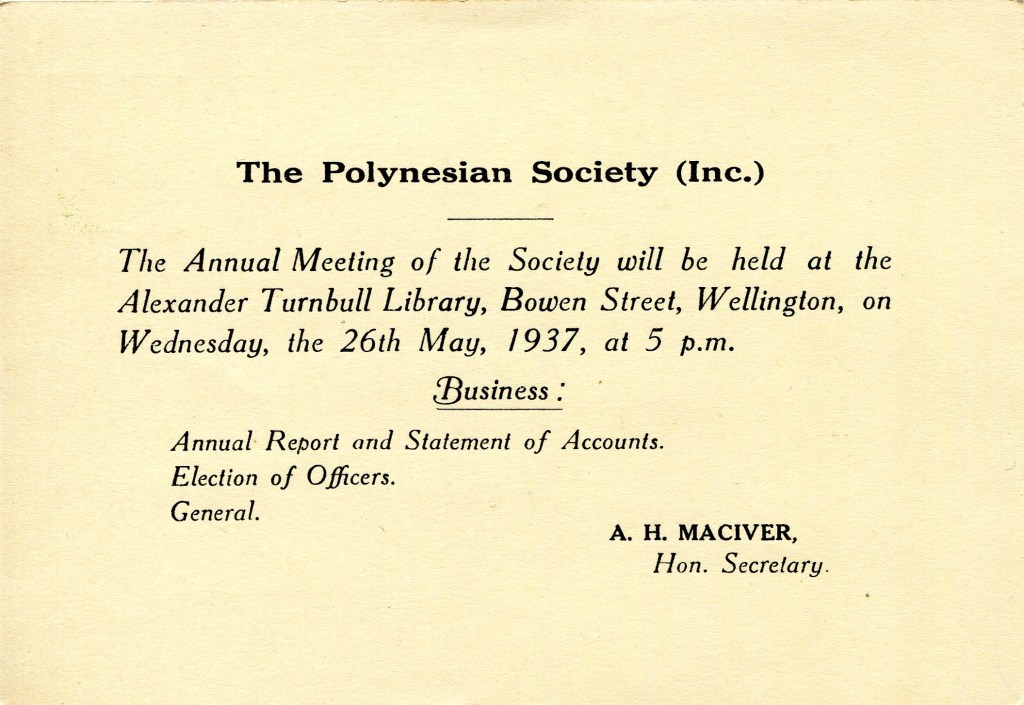 The Polynesian Society (Inc.)
The Annual Meeting of the Society will be held at the
Alexander Turnbull Library, Bowen Street, Wellington, on
Wednesday, the 26th May, 1937, at 5 p.m.
Business:
Annual Report and Statement of Accounts.
Election of Officers.
General.
A. H. MACIVER,
Hon. Secretary.